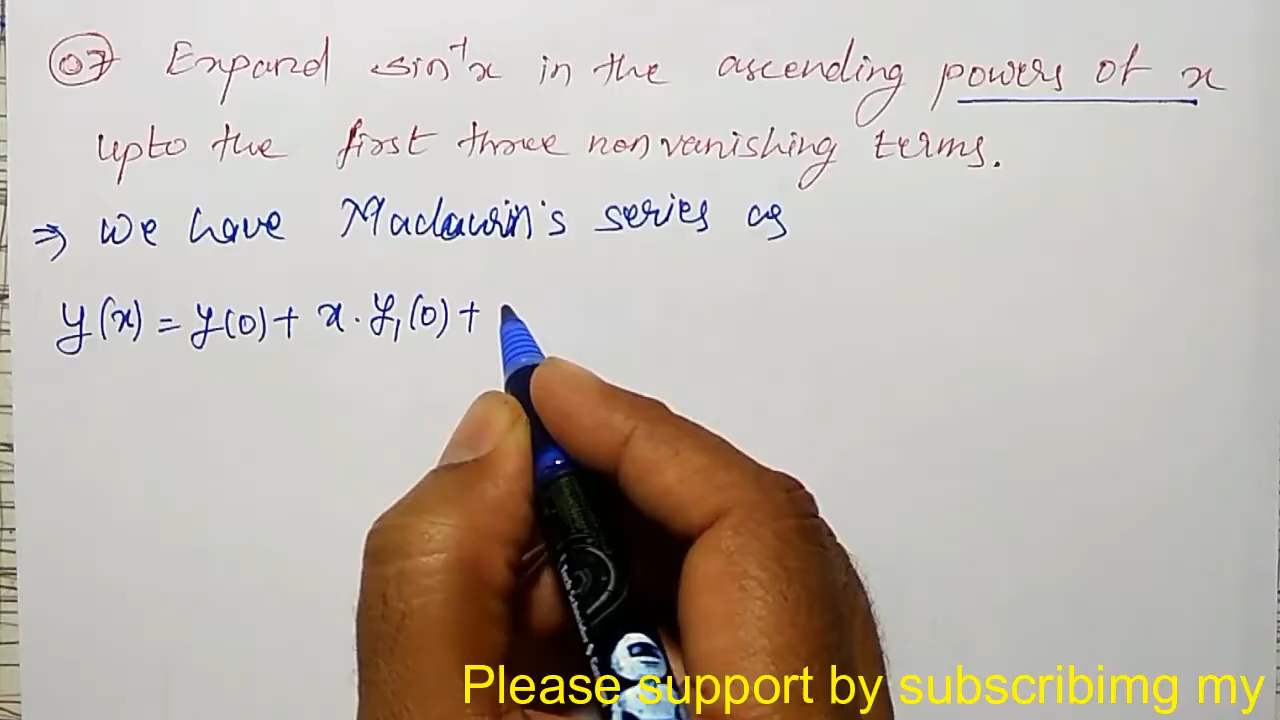 07 Expand sin⁻¹x in the ascending powers of x
upto the first three nonvanishing terms.
⇒ We have Maclaurin's series as
y(x) = y(0) + x · y₁(0) +
Please support by subscribimg my